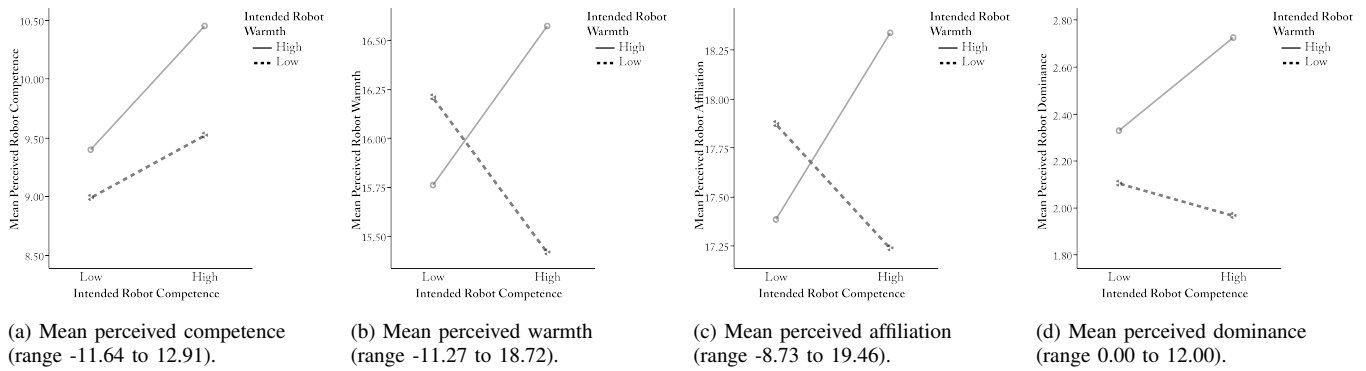 Mean Perceived Robot Competence
10.50
10.00
9.50
9.00
8.50
Low
High
Intended Robot Competence
Intended Robot
Warmth
High
Low
(a) Mean perceived competence
(range -11.64 to 12.91).
Mean Perceived Robot Warmth
16.50
16.25
16.00
15.75
15.50
Low
High
Intended Robot Competence
Intended Robot
Warmth
High
Low
(b) Mean perceived warmth
(range -11.27 to 18.72).
Mean Perceived Robot Affiliation
18.25
18.00
17.75
17.50
17.25
Low
High
Intended Robot Competence
Intended Robot
Warmth
High
Low
(c) Mean perceived affiliation
(range -8.73 to 19.46).
Mean Perceived Robot Dominance
2.80
2.60
2.40
2.20
2.00
1.80
Low
High
Intended Robot Competence
Intended Robot
Warmth
High
Low
(d) Mean perceived dominance
(range 0.00 to 12.00).